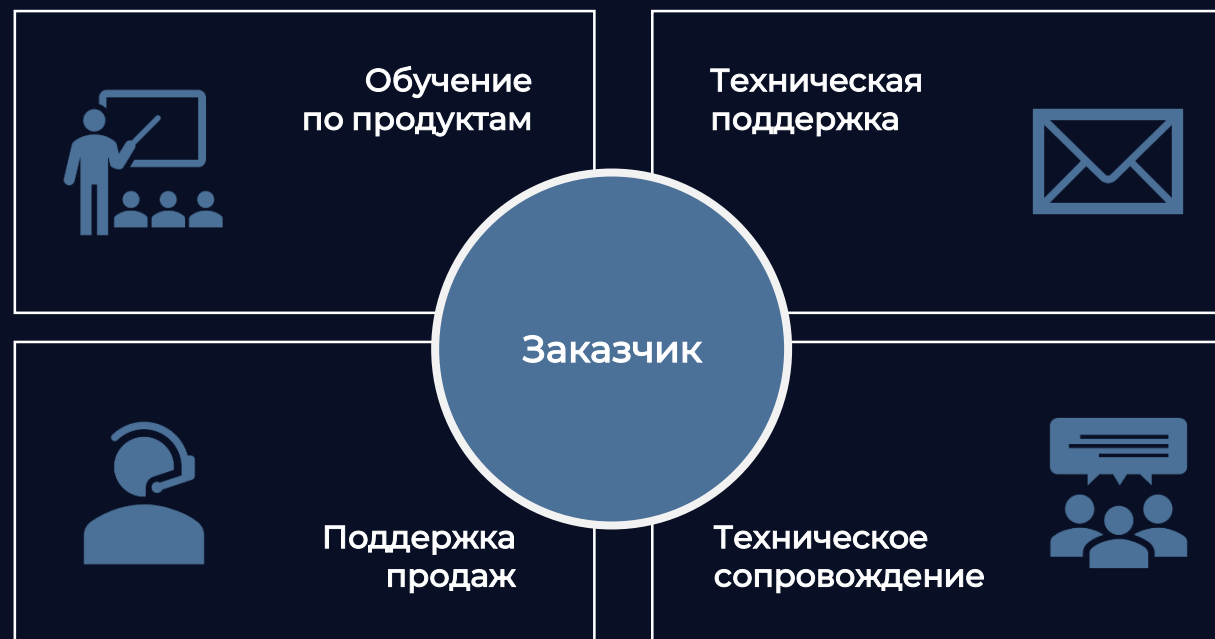 Обучение
по продуктам
Техническая
поддержка
Заказчик
Поддержка
продаж
Техническое
сопровождение